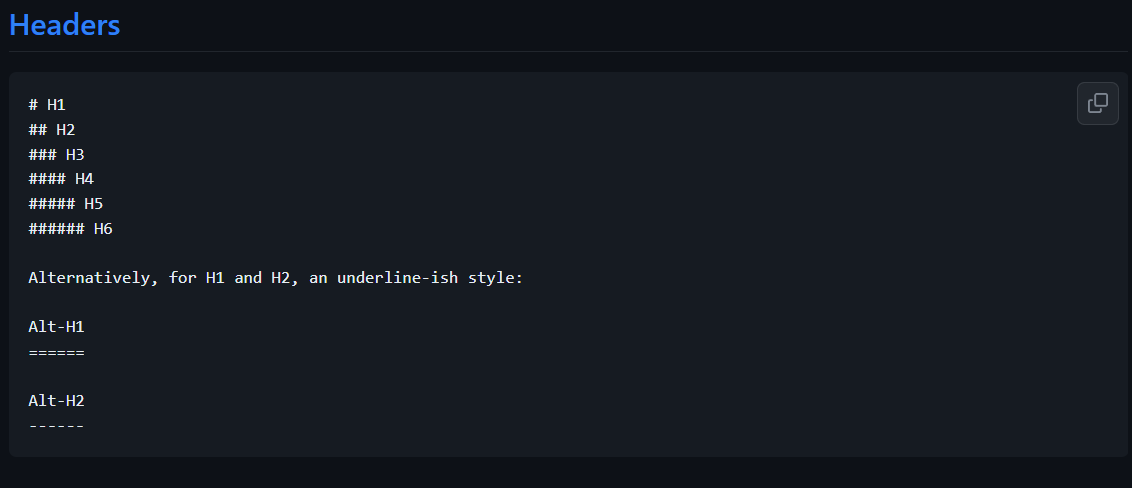 Headers
# H1
## H2
### H3
#### H4
##### H5
###### H6
Alternatively, for H1 and H2, an underline-ish style:
Alt-H1
======
Alt-H2
------